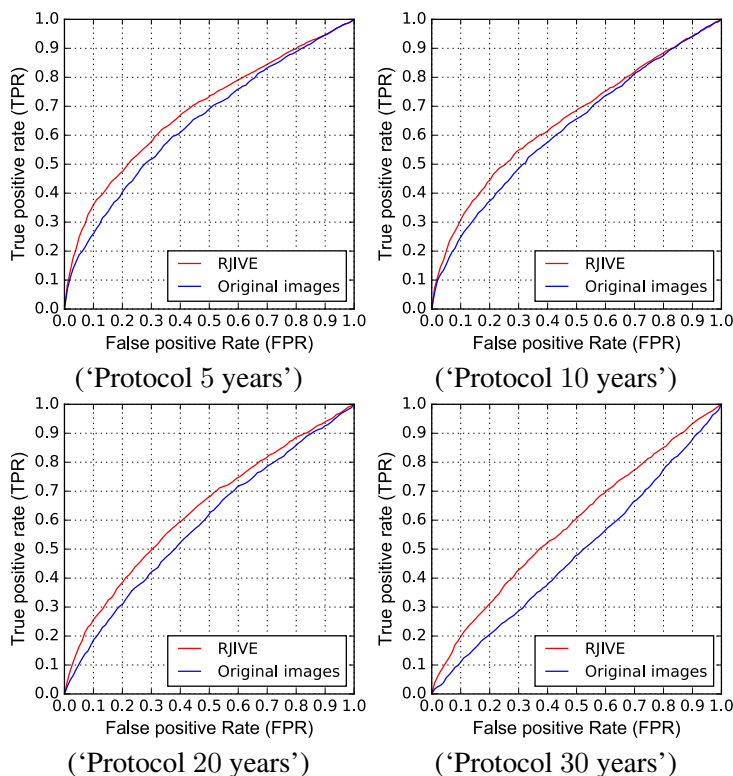 1.0
0.9
0.8
0.7
0.6
0.5
0.4
0.3
0.2
0.1
0.0
True positive rate (TPR)
RJIVE
Original images
0.0 0.1 0.2 0.3 0.4 0.5 0.6 0.7 0.8 0.9 1.0
False positive Rate (FPR)
(‘Protocol 5 years’)
1.0
0.9
0.8
0.7
0.6
0.5
0.4
0.3
0.2
0.1
0.0
True positive rate (TPR)
RJIVE
Original images
0.0 0.1 0.2 0.3 0.4 0.5 0.6 0.7 0.8 0.9 1.0
False positive Rate (FPR)
(‘Protocol 10 years’)
1.0
0.9
0.8
0.7
0.6
0.5
0.4
0.3
0.2
0.1
0.0
True positive rate (TPR)
RJIVE
Original images
0.0 0.1 0.2 0.3 0.4 0.5 0.6 0.7 0.8 0.9 1.0
False positive Rate (FPR)
(‘Protocol 20 years’)
1.0
0.9
0.8
0.7
0.6
0.5
0.4
0.3
0.2
0.1
0.0
True positive rate (TPR)
RJIVE
Original images
0.0 0.1 0.2 0.3 0.4 0.5 0.6 0.7 0.8 0.9 1.0
False positive Rate (FPR)
(‘Protocol 30 years’)